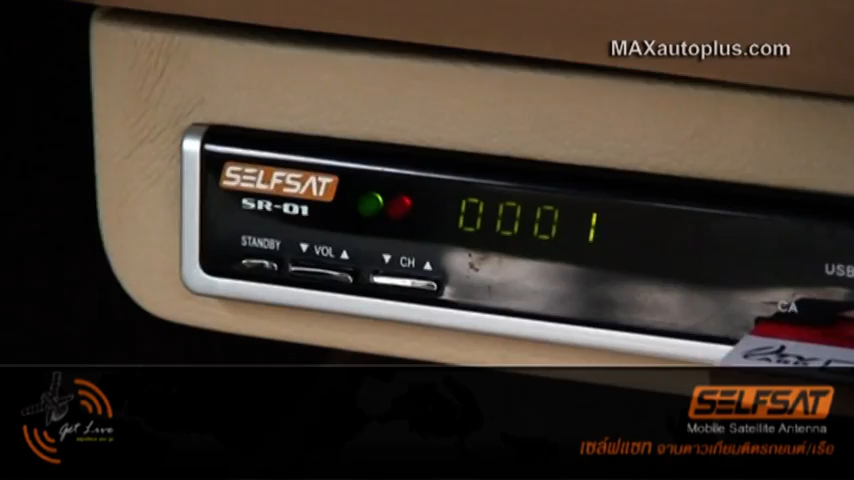 MAXautoplus.com
SELFSAT
SR-01
0001
STANDBY ▼ VOL ▲ ▼ CH ▲
USB
CA
Get Live
SELFSAT
Mobile Satellite Antenna
เซล์ฟแซท จานดาวเทียมติดรถยนต์/เรือ